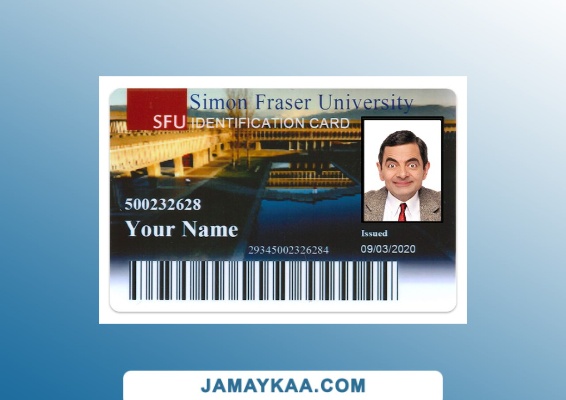 Simon Fraser University
SFU IDENTIFICATION CARD
500232628
Your Name
Issued
29345002326284
09/03/2020
JAMAYKAA.COM